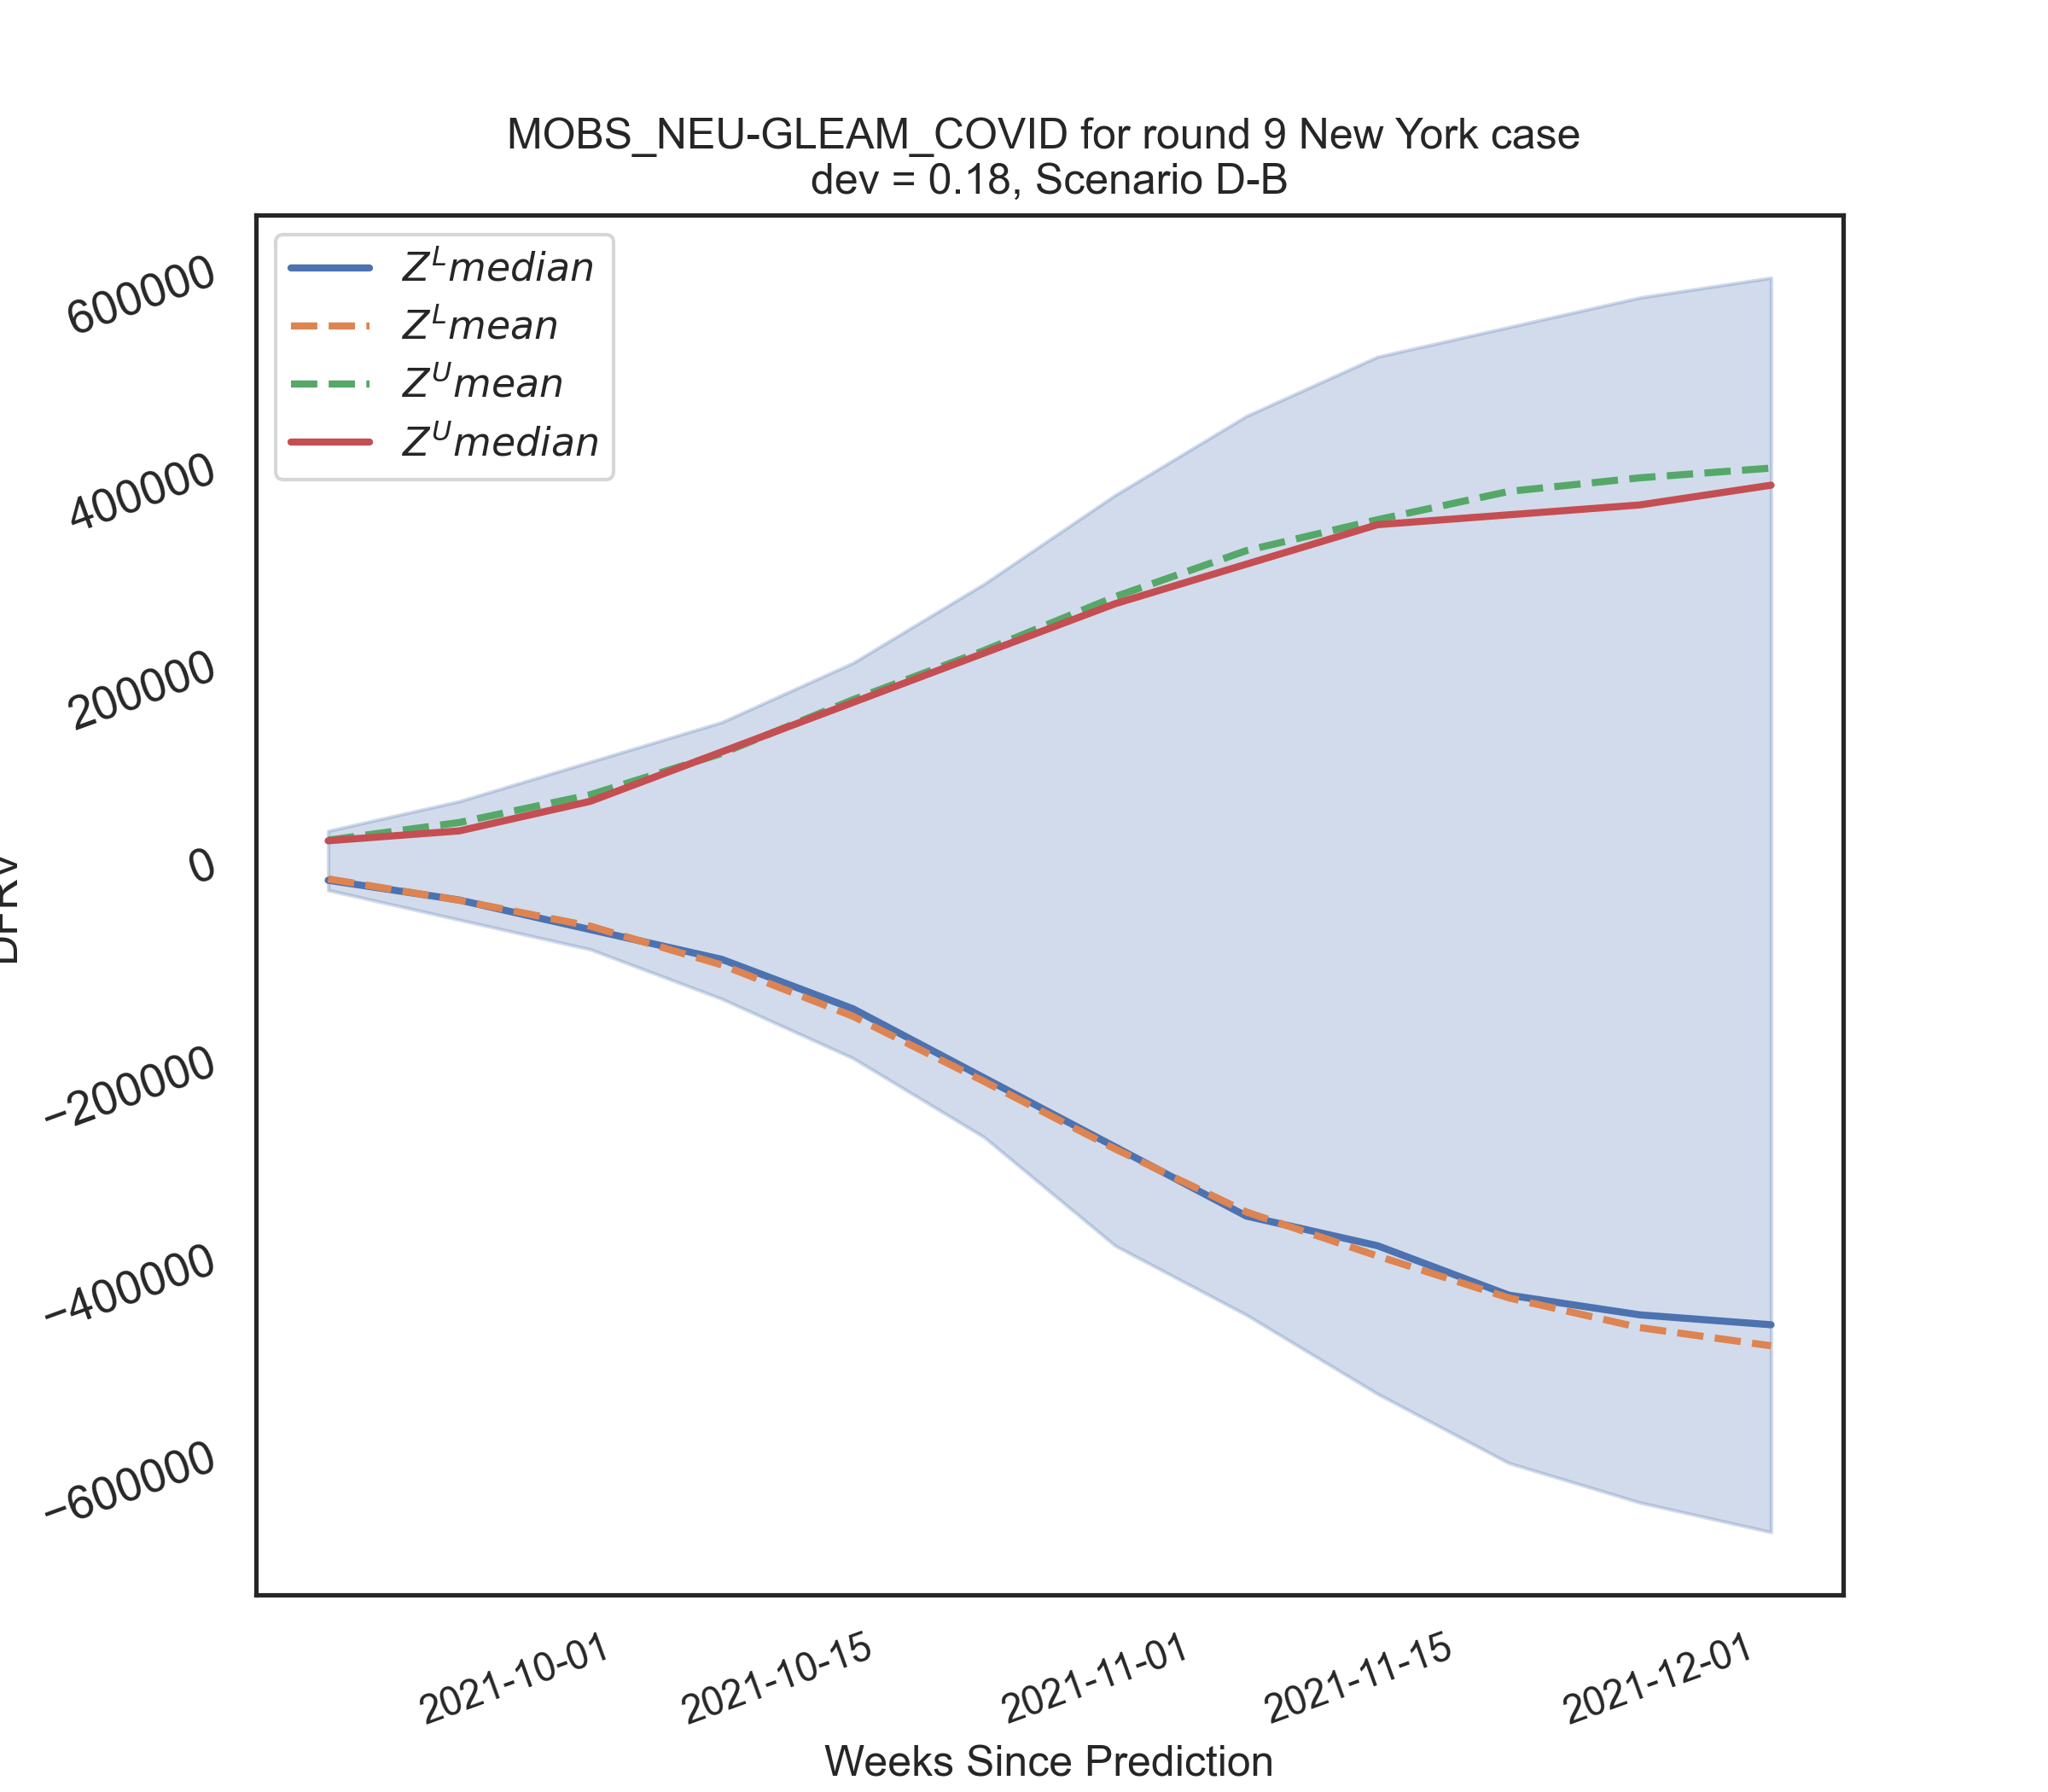 MOBS_NEU-GLEAM_COVID for round 9 New York case
dev = 0.18, Scenario D-B
Z^L median
Z^L mean
Z^U mean
Z^U median
600000
400000
200000
0
−200000
−400000
−600000
2021-10-01
2021-10-15
2021-11-01
2021-11-15
2021-12-01
Weeks Since Prediction